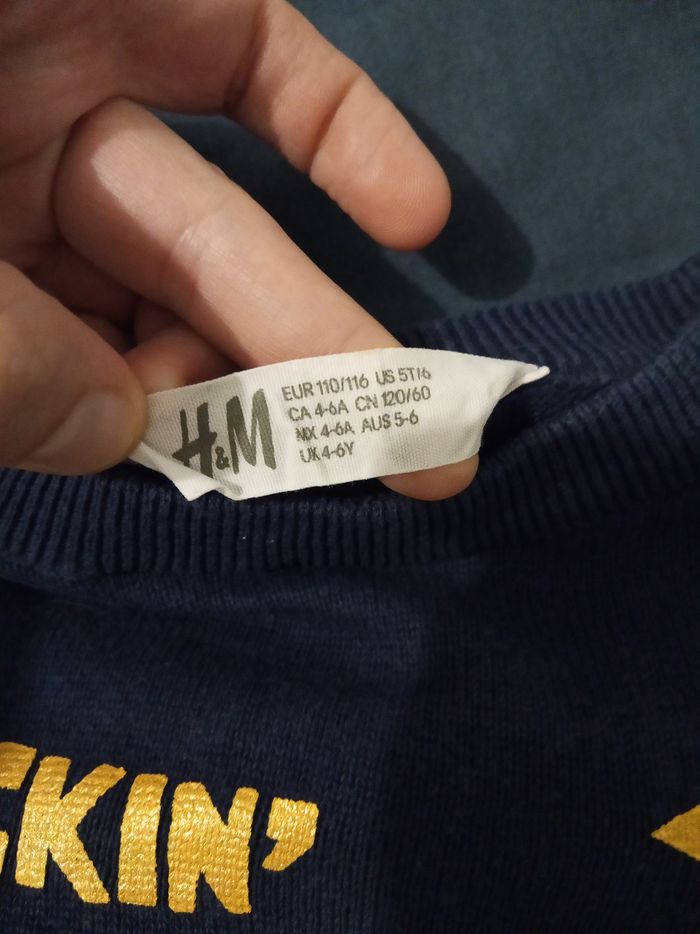 H&M
EUR 110/116 US 5T/6
CA 4-6A CN 120/60
MX 4-6A AUS 5-6
UK 4-6Y
CKIN'